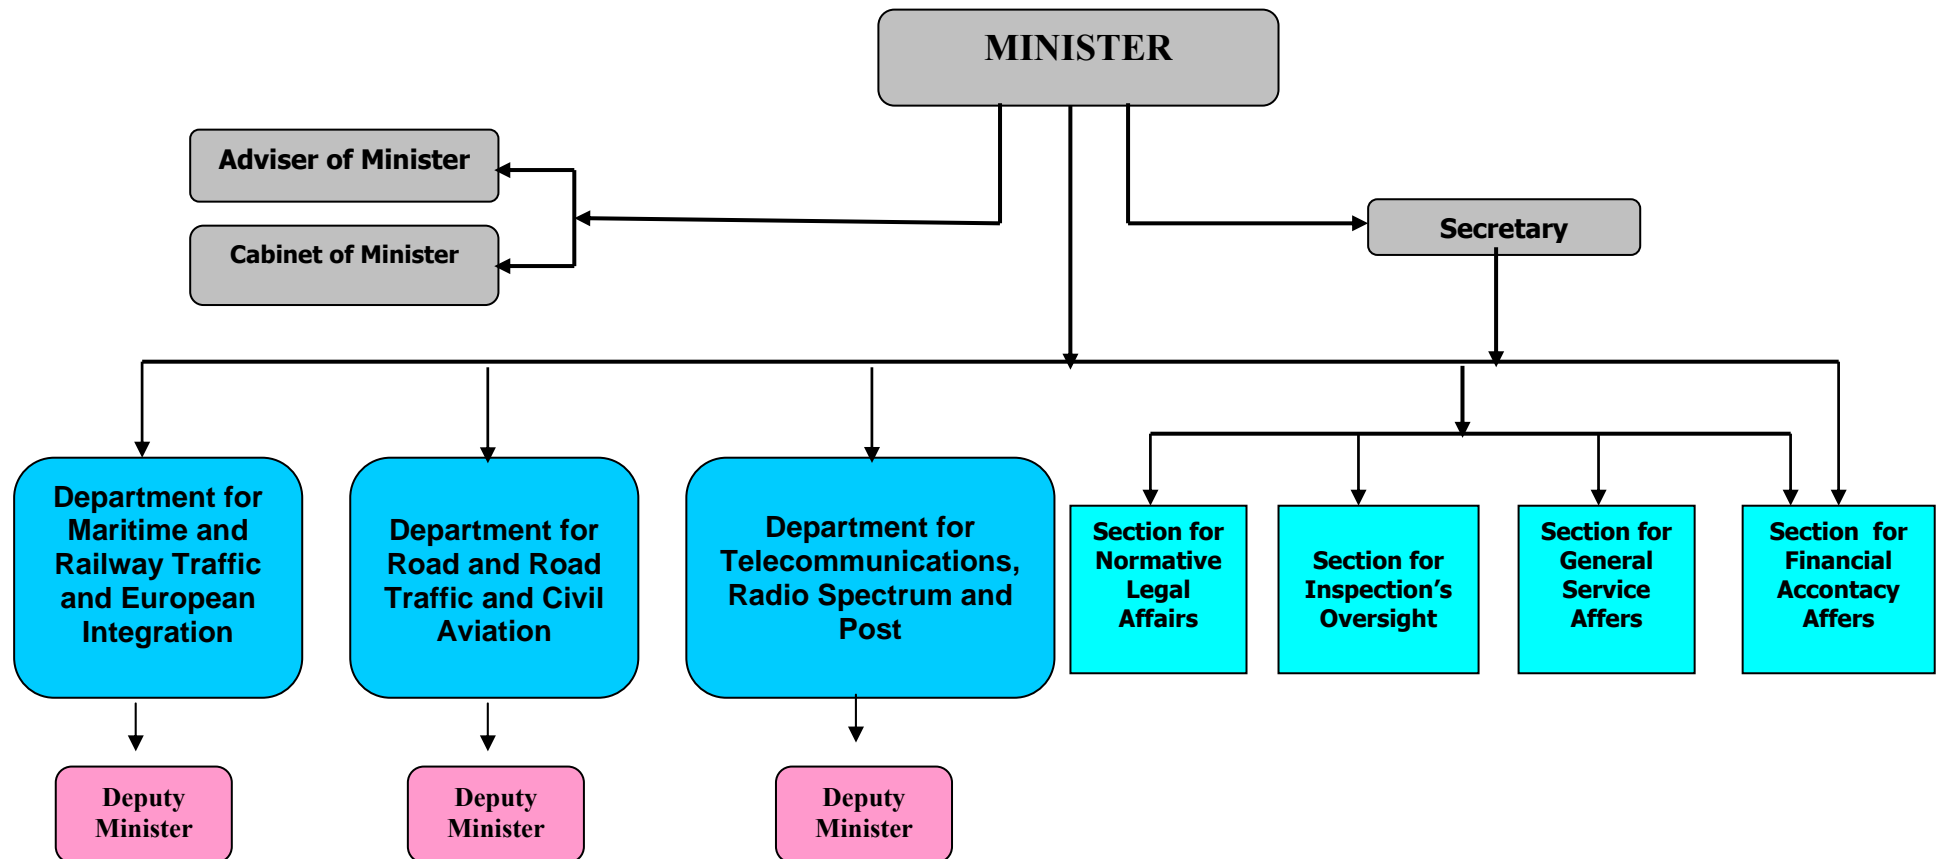 MINISTER
Adviser of Minister
Cabinet of Minister
Secretary
Department for
Maritime and
Railway Traffic
and European
Integration
Department for
Road and Road
Traffic and Civil
Aviation
Department for
Telecommunications,
Radio Spectrum and
Post
Section for
Normative
Legal
Affairs
Section for
Inspection’s
Oversight
Section for
General
Service
Affers
Section for
Financial
Accontacy
Affers
Deputy
Minister
Deputy
Minister
Deputy
Minister